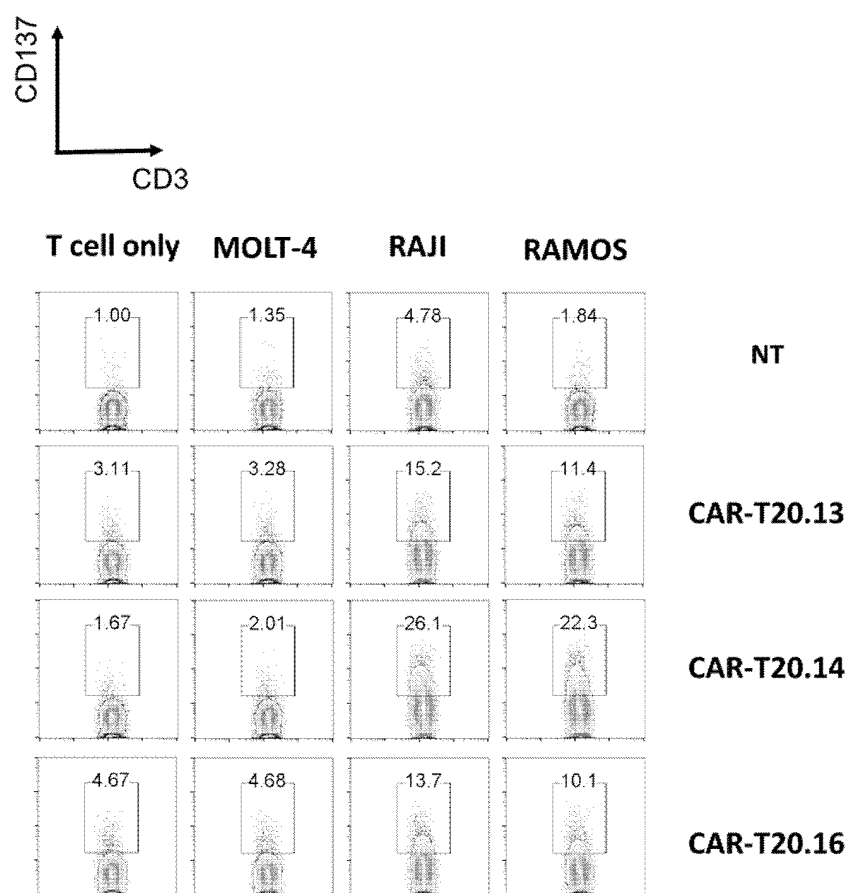 CD137
CD3
T cell only MOLT-4 RAJI RAMOS
1.00 1.35 4.78 1.84 NT
3.11 3.28 15.2 11.4 CAR-T20.13
1.67 2.01 26.1 22.3 CAR-T20.14
4.67 4.68 13.7 10.1 CAR-T20.16